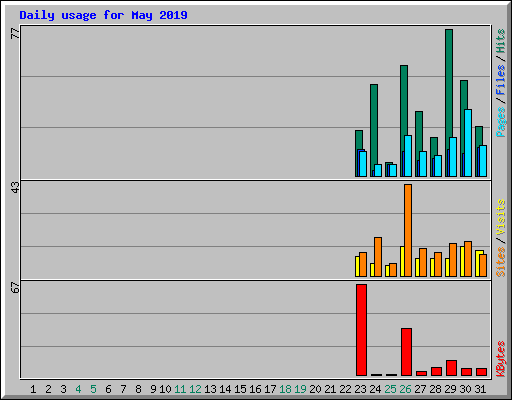 Daily usage for May 2019
77
43
67
Pages / Files / Hits
Sites / Visits
KBytes
1 2 3 4 5 6 7 8 9 10 11 12 13 14 15 16 17 18 19 20 21 22 23 24 25 26 27 28 29 30 31